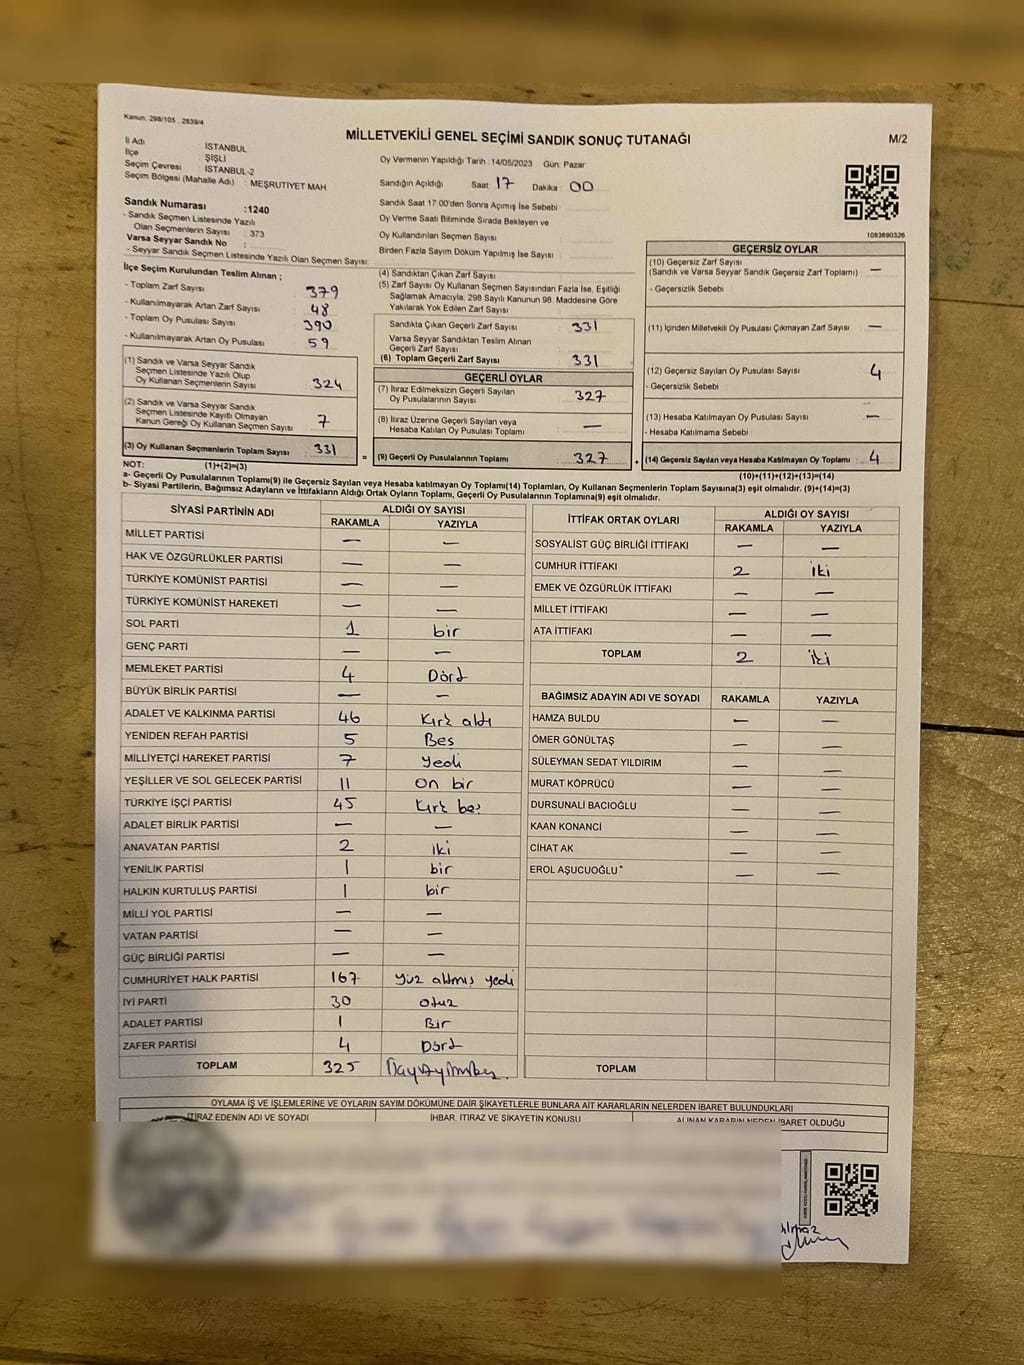 Kanun, 298/105 , 2839/4
MİLLETVEKİLİ GENEL SEÇİMİ SANDIK SONUÇ TUTANAĞI
M/2
İl Adı İSTANBUL
İlçe ŞİŞLİ
Seçim Çevresi İSTANBUL-2
Seçim Bölgesi (Mahalle Adı) : MEŞRUTİYET MAH
Oy Vermenin Yapıldığı Tarih : 14/05/2023 Gün: Pazar
Sandığın Açıldığı Saat 17 Dakika 00
Sandık Saat 17:00'den Sonra Açımış İse Sebebi
Oy Verme Saati Bitiminde Sırada Bekleyen ve
Oy Kullandırılan Seçmen Sayısı
Birden Fazla Sayım Döküm Yapılmış İse Sayısı
Sandık Numarası :1240
- Sandık Seçmen Listesinde Yazılı
Olan Seçmenlerin Sayısı : 373
Varsa Seyyar Sandık No :
- Seyyar Sandık Seçmen Listesinde Yazılı Olan Seçmen Sayısı:
1083690326
İlçe Seçim Kurulundan Teslim Alınan ;
- Toplam Zarf Sayısı 379
- Kullanılmayarak Artan Zarf Sayısı 48
- Toplam Oy Pusulası Sayısı 390
- Kullanılmayarak Artan Oy Pusulası 59
(1) Sandık ve Varsa Seyyar Sandık
Seçmen Listesinde Yazılı Olup
Oy Kullanan Seçmenlerin Sayısı 324
(2) Sandık ve Varsa Seyyar Sandık
Seçmen Listesinde Kayıtlı Olmayan
Kanun Gereği Oy Kullanan Seçmen Sayısı 7
(3) Oy Kullanan Seçmenlerin Toplam Sayısı 331
(1)+(2)=(3)
(4) Sandıktan Çıkan Zarf Sayısı
(5) Zarf Sayısı Oy Kullanan Seçmen Sayısından Fazla İse, Eşitliği
Sağlamak Amacıyla, 298 Sayılı Kanunun 98. Maddesine Göre
Yakılarak Yok Edilen Zarf Sayısı
Sandıkta Çıkan Geçerli Zarf Sayısı 331
Varsa Seyyar Sandıktan Teslim Alınan
Geçerli Zarf Sayısı
(6) Toplam Geçerli Zarf Sayısı 331
GEÇERLİ OYLAR
(7) İtiraz Edilmeksizin Geçerli Sayılan
Oy Pusulalarının Sayısı 327
(8) İtiraz Üzerine Geçerli Sayılan veya
Hesaba Katılan Oy Pusulası Toplamı —
= (9) Geçerli Oy Pusulalarının Toplamı 327
GEÇERSİZ OYLAR
(10) Geçersiz Zarf Sayısı
(Sandık ve Varsa Seyyar Sandık Geçersiz Zarf Toplamı) —
- Geçersizlik Sebebi :
(11) İçinden Milletvekili Oy Pusulası Çıkmayan Zarf Sayısı —
(12) Geçersiz Sayılan Oy Pusulası Sayısı 4
- Geçersizlik Sebebi :
(13) Hesaba Katılmayan Oy Pusulası Sayısı —
- Hesaba Katılmama Sebebi :
+ (14) Geçersiz Sayılan veya Hesaba Katılmayan Oy Toplamı : 4
(10)+(11)+(12)+(13)=(14)
NOT:
a- Geçerli Oy Pusulalarının Toplamı(9) ile Geçersiz Sayılan veya Hesaba katılmayan Oy Toplamı(14) Toplamları, Oy Kullanan Seçmenlerin Toplam Sayısına(3) eşit olmalıdır. (9)+(14)=(3)
b- Siyasi Partilerin, Bağımsız Adayların ve İttifakların Aldığı Ortak Oyların Toplamı, Geçerli Oy Pusulalarının Toplamına(9) eşit olmalıdır.
SİYASİ PARTİNİN ADI ALDIĞI OY SAYISI
RAKAMLA YAZIYLA
MİLLET PARTİSİ — —
HAK VE ÖZGÜRLÜKLER PARTİSİ — —
TÜRKİYE KOMÜNİST PARTİSİ — —
TÜRKİYE KOMÜNİST HAREKETİ — —
SOL PARTİ 1 bir
GENÇ PARTİ — —
MEMLEKET PARTİSİ 4 Dört
BÜYÜK BİRLİK PARTİSİ — —
ADALET VE KALKINMA PARTİSİ 46 Kırk altı
YENİDEN REFAH PARTİSİ 5 Beş
MİLLİYETÇİ HAREKET PARTİSİ 7 Yedi
YEŞİLLER VE SOL GELECEK PARTİSİ 11 On bir
TÜRKİYE İŞÇİ PARTİSİ 45 Kırk beş
ADALET BİRLİK PARTİSİ — —
ANAVATAN PARTİSİ 2 iki
YENİLİK PARTİSİ 1 bir
HALKIN KURTULUŞ PARTİSİ 1 bir
MİLLİ YOL PARTİSİ — —
VATAN PARTİSİ — —
GÜÇ BİRLİĞİ PARTİSİ — —
CUMHURİYET HALK PARTİSİ 167 Yüz altmış yedi
İYİ PARTİ 30 otuz
ADALET PARTİSİ 1 Bir
ZAFER PARTİSİ 4 Dört
TOPLAM 325
İTTİFAK ORTAK OYLARI ALDIĞI OY SAYISI
RAKAMLA YAZIYLA
SOSYALİST GÜÇ BİRLİĞİ İTTİFAKI — —
CUMHUR İTTİFAKI 2 iki
EMEK VE ÖZGÜRLÜK İTTİFAKI — —
MİLLET İTTİFAKI — —
ATA İTTİFAKI — —
TOPLAM 2 iki
BAĞIMSIZ ADAYIN ADI VE SOYADI RAKAMLA YAZIYLA
HAMZA BULDU — —
ÖMER GÖNÜLTAŞ — —
SÜLEYMAN SEDAT YILDIRIM — —
MURAT KÖPRÜCÜ — —
DURSUNALİ BACIOĞLU — —
KAAN KONANCİ — —
CİHAT AK — —
EROL AŞUCUOĞLU* — —
TOPLAM
OYLAMA İŞ VE İŞLEMLERİNE VE OYLARIN SAYIM DÖKÜMÜNE DAİR ŞİKAYETLERLE BUNLARA AİT KARARLARIN NELERDEN İBARET BULUNDUKLARI
İTİRAZ EDENİN ADI VE SOYADI İHBAR, İTİRAZ VE ŞİKAYETİN KONUSU ALINAN KARARIN NEDEN İBARET OLDUĞU